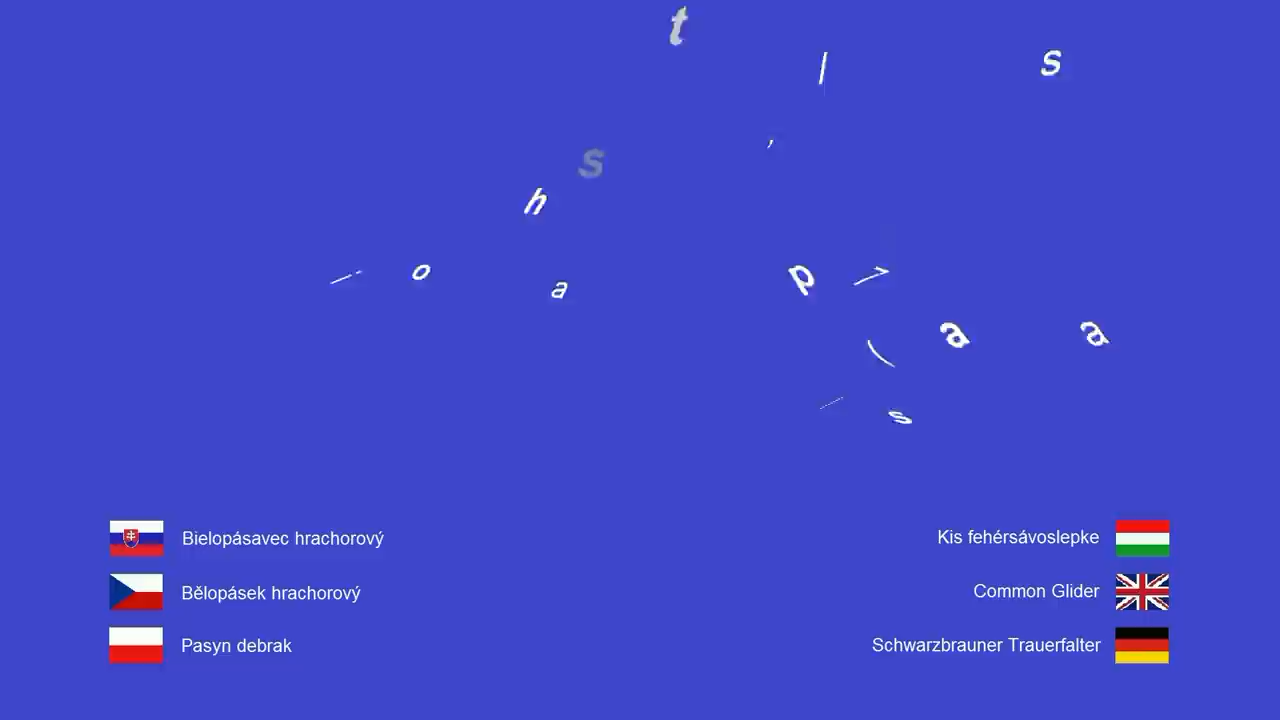 Bielopásavec hrachorový
Bělopásek hrachorový
Pasyn debrak
Kis fehérsávoslepke
Common Glider
Schwarzbrauner Trauerfalter